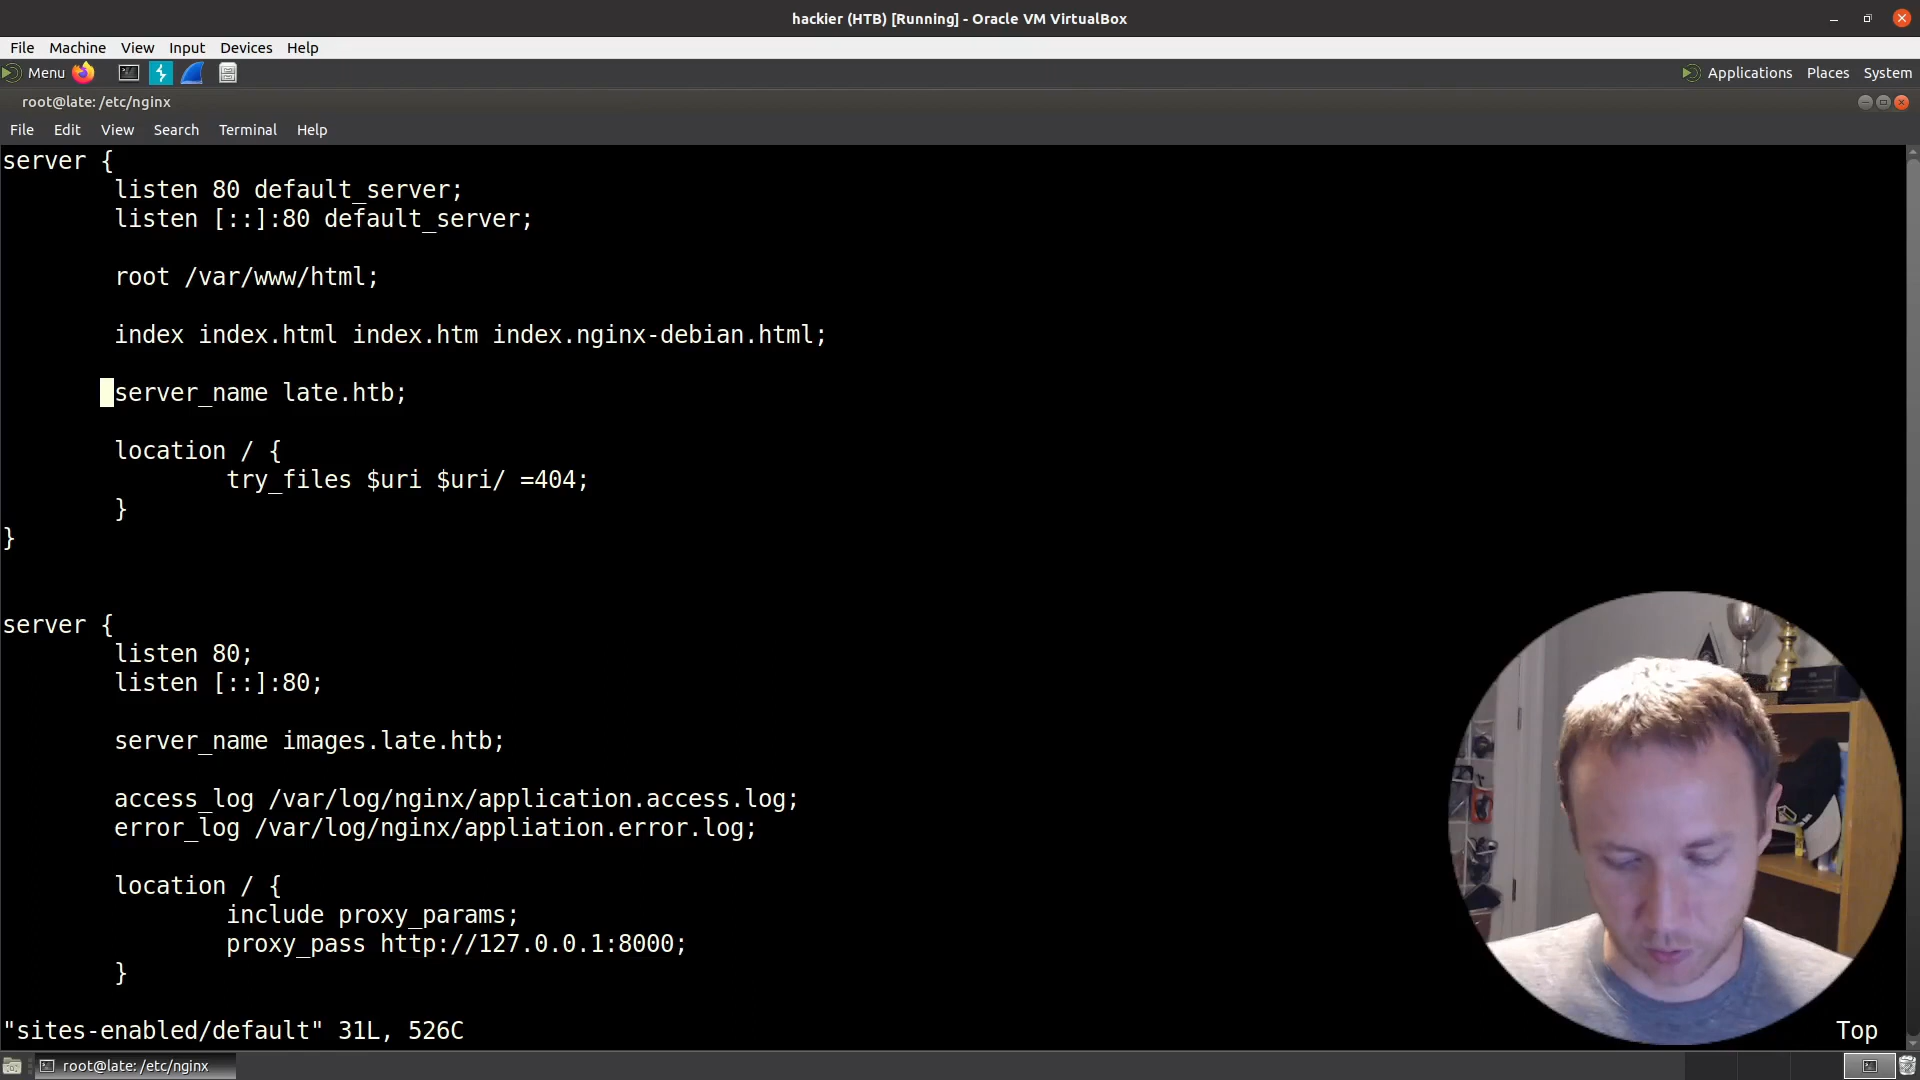 hackier (HTB) [Running] - Oracle VM VirtualBox
File Machine View Input Devices Help
Menu Applications Places System
root@late: /etc/nginx
File Edit View Search Terminal Help
server {
listen 80 default_server;
listen [::]:80 default_server;
root /var/www/html;
index index.html index.htm index.nginx-debian.html;
server_name late.htb;
location / {
try_files $uri $uri/ =404;
}
}
server {
listen 80;
listen [::]:80;
server_name images.late.htb;
access_log /var/log/nginx/application.access.log;
error_log /var/log/nginx/appliation.error.log;
location / {
include proxy_params;
proxy_pass http://127.0.0.1:8000;
}
"sites-enabled/default" 31L, 526C Top
root@late: /etc/nginx